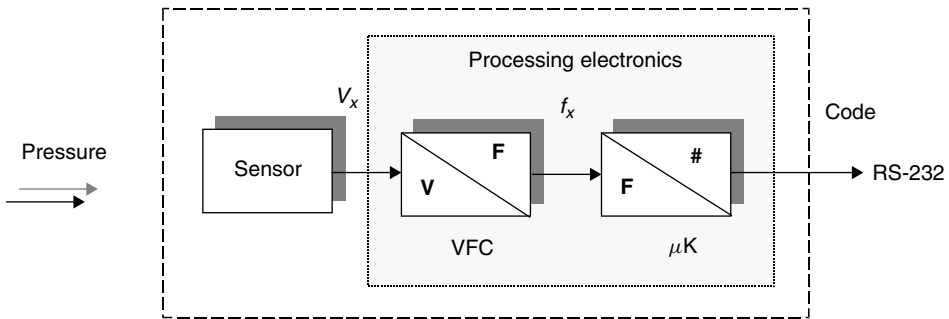 Processing electronics
V_x
f_x
Code
Pressure
Sensor
F
V
#
F
RS-232
VFC
μK